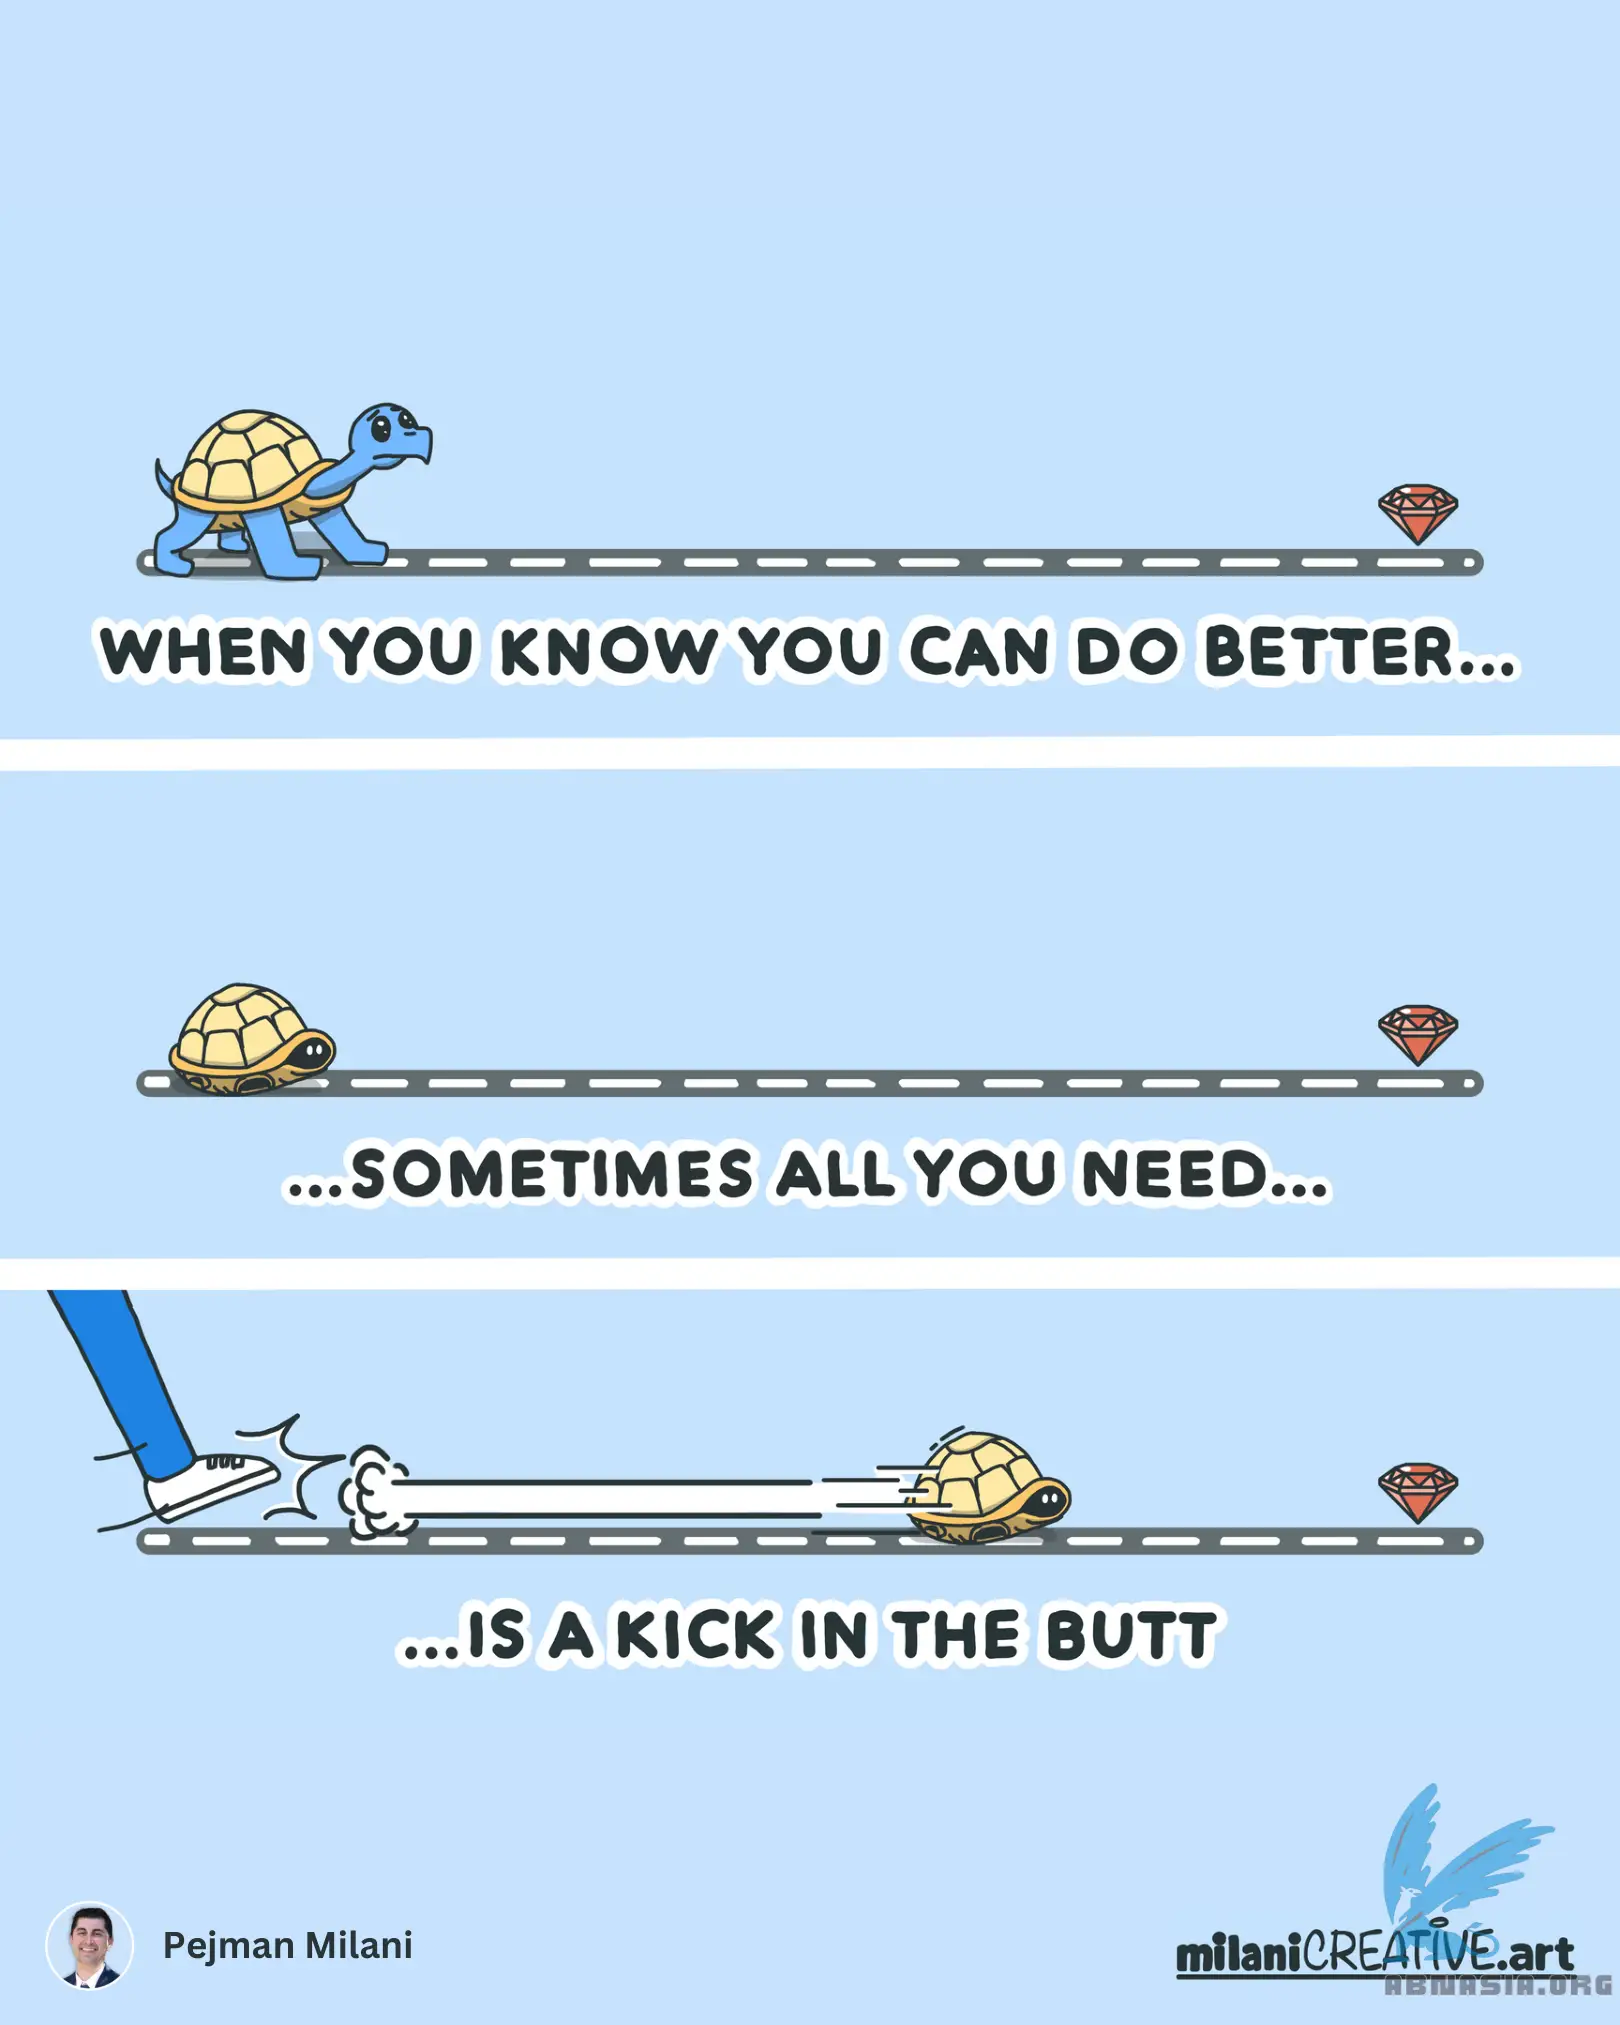 WHEN YOU KNOW YOU CAN DO BETTER...
...SOMETIMES ALL YOU NEED...
...IS A KICK IN THE BUTT
Pejman Milani
milaniCREATIVE.art
ABNASIA.ORG